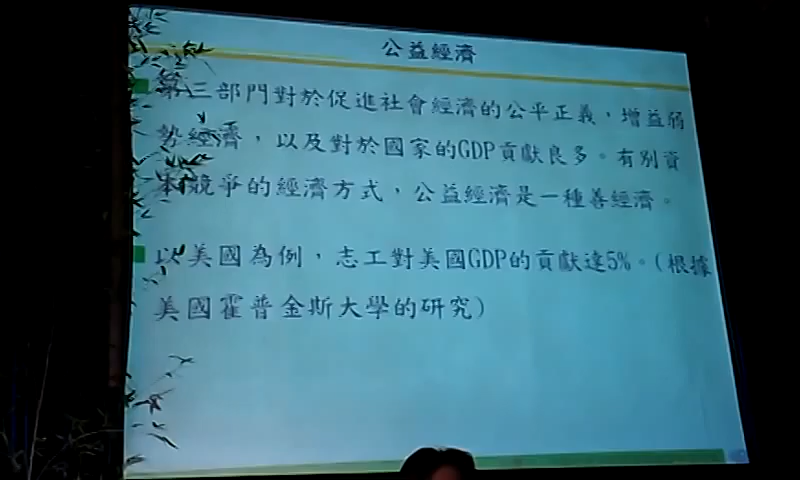 公益經濟
第三部門對於促進社會經濟的公平正義，增益弱
勢經濟，以及對於國家的GDP貢獻良多。有別資
本競爭的經濟方式，公益經濟是一種善經濟。
以美國為例，志工對美國GDP的貢獻達5%。(根據
美國霍普金斯大學的研究)